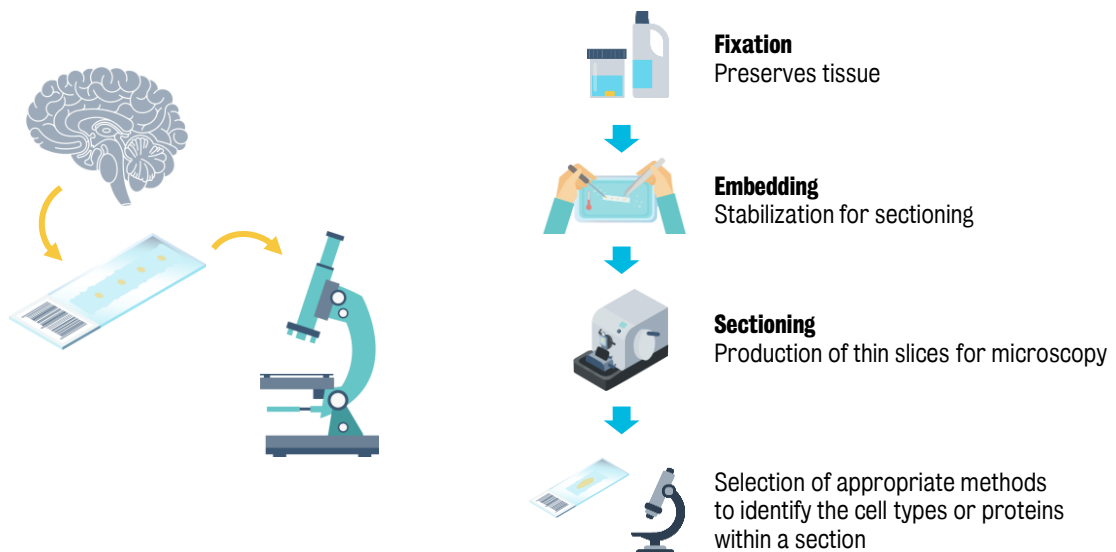 Fixation
Preserves tissue
Embedding
Stabilization for sectioning
Sectioning
Production of thin slices for microscopy
Selection of appropriate methods
to identify the cell types or proteins
within a section